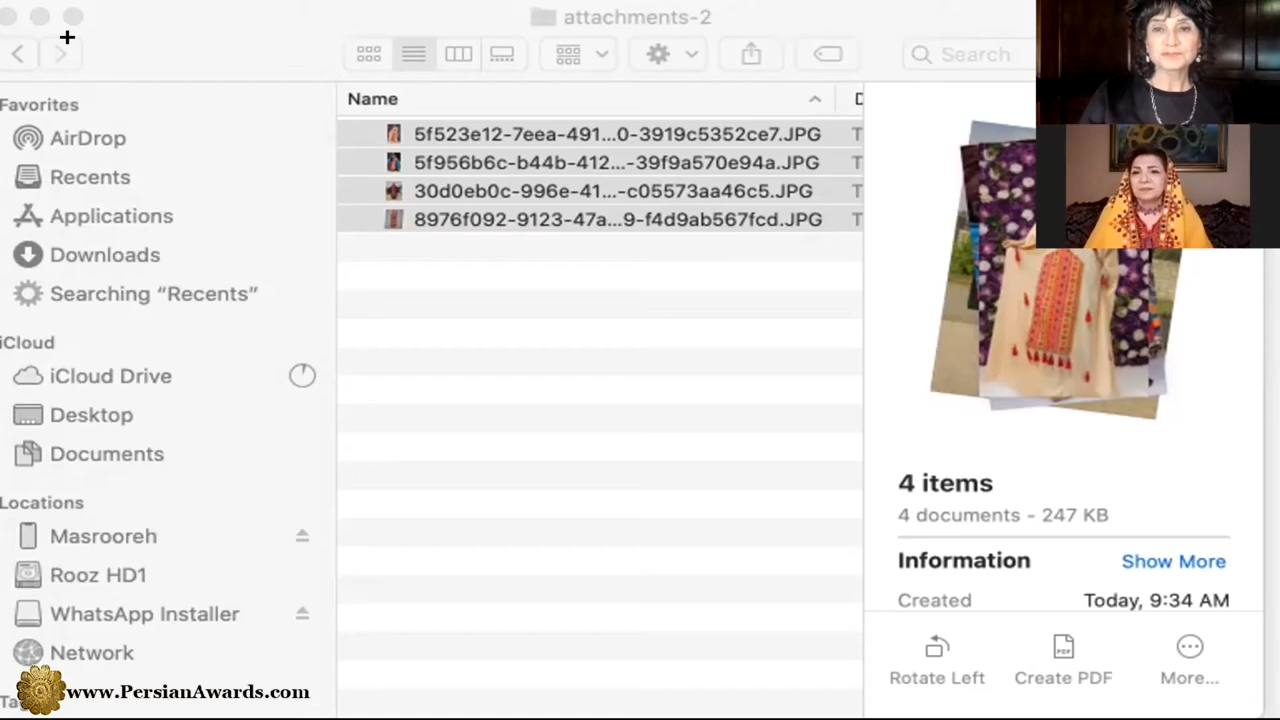 attachments-2
Search
Favorites
AirDrop
Recents
Applications
Downloads
Searching “Recents”
iCloud
iCloud Drive
Desktop
Documents
Locations
Masrooreh
Rooz HD1
WhatsApp Installer
Network
Name
5f523e12-7eea-491...0-3919c5352ce7.JPG
5f956b6c-b44b-412...-39f9a570e94a.JPG
30d0eb0c-996e-41...-c05573aa46c5.JPG
8976f092-9123-47a...9-f4d9ab567fcd.JPG
4 items
4 documents - 247 KB
Information
Show More
Created
Today, 9:34 AM
Rotate Left
PDF
Create PDF
More...
www.PersianAwards.com